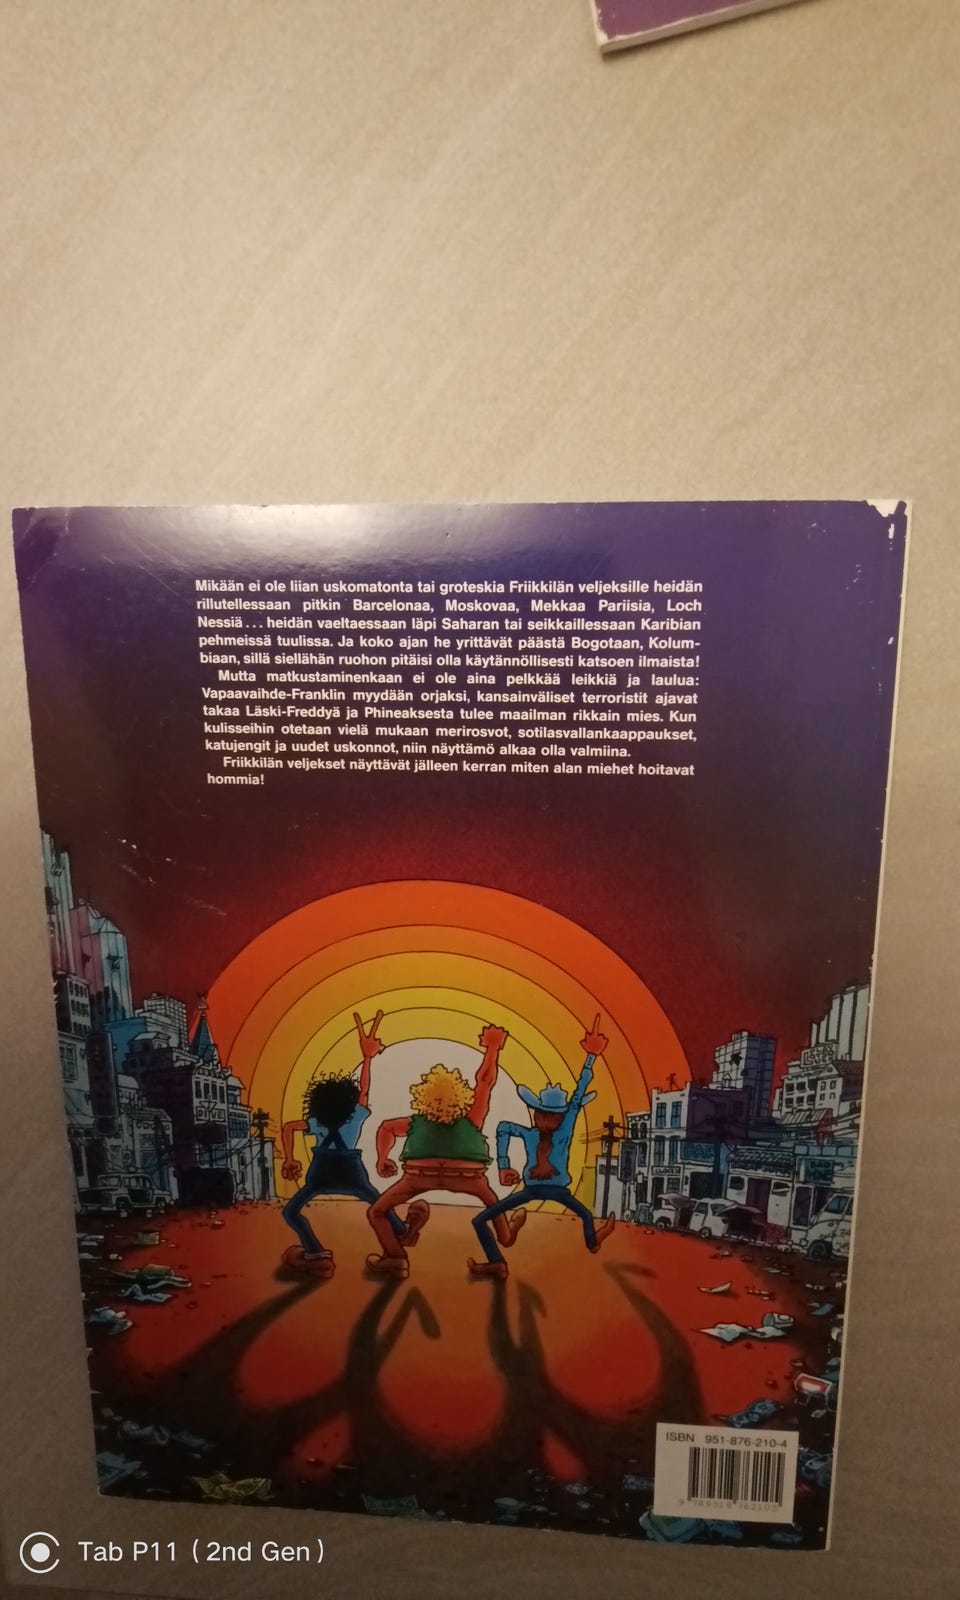 Mikään ei ole liian uskomatonta tai groteskia Friikkilän veljeksille heidän
rillutellessaan pitkin Barcelonaa, Moskovaa, Mekkaa Pariisia, Loch
Nessiä... heidän vaeltaessaan läpi Saharan tai seikkaillessaan Karibian
pehmeissä tuulissa. Ja koko ajan he yrittävät päästä Bogotaan, Kolum-
biaan, sillä siellähän ruohon pitäisi olla käytännöllisesti katsoen ilmaista!
Mutta matkustaminenkaan ei ole aina pelkkää leikkiä ja laulua:
Vapaavaihde-Franklin myydään orjaksi, kansainväliset terroristit ajavat
takaa Läski-Freddyä ja Phineaksesta tulee maailman rikkain mies. Kun
kulisseihin otetaan vielä mukaan merirosvot, sotilasvallankaappaukset,
katujengit ja uudet uskonnot, niin näyttämö alkaa olla valmiina.
Friikkilän veljekset näyttävät jälleen kerran miten alan miehet hoitavat
hommia!
DIVE
ISBN 951-876-210-4
9 789518 762105
Tab P11 (2nd Gen)